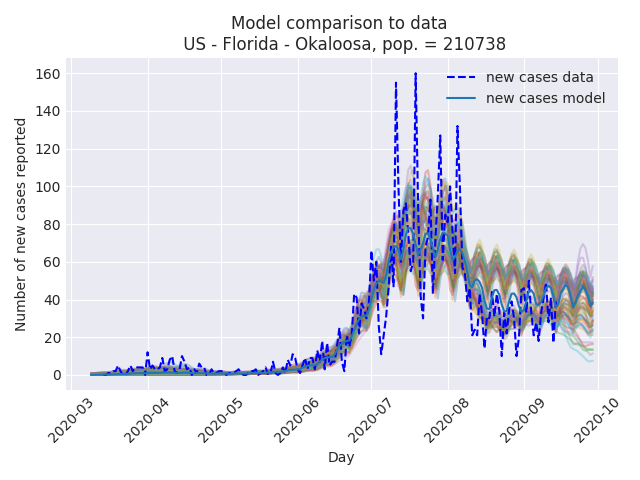 Model comparison to data
US - Florida - Okaloosa, pop. = 210738
new cases data
new cases model
Number of new cases reported
160
140
120
100
80
60
40
20
0
2020-03
2020-04
2020-05
2020-06
2020-07
2020-08
2020-09
2020-10
Day